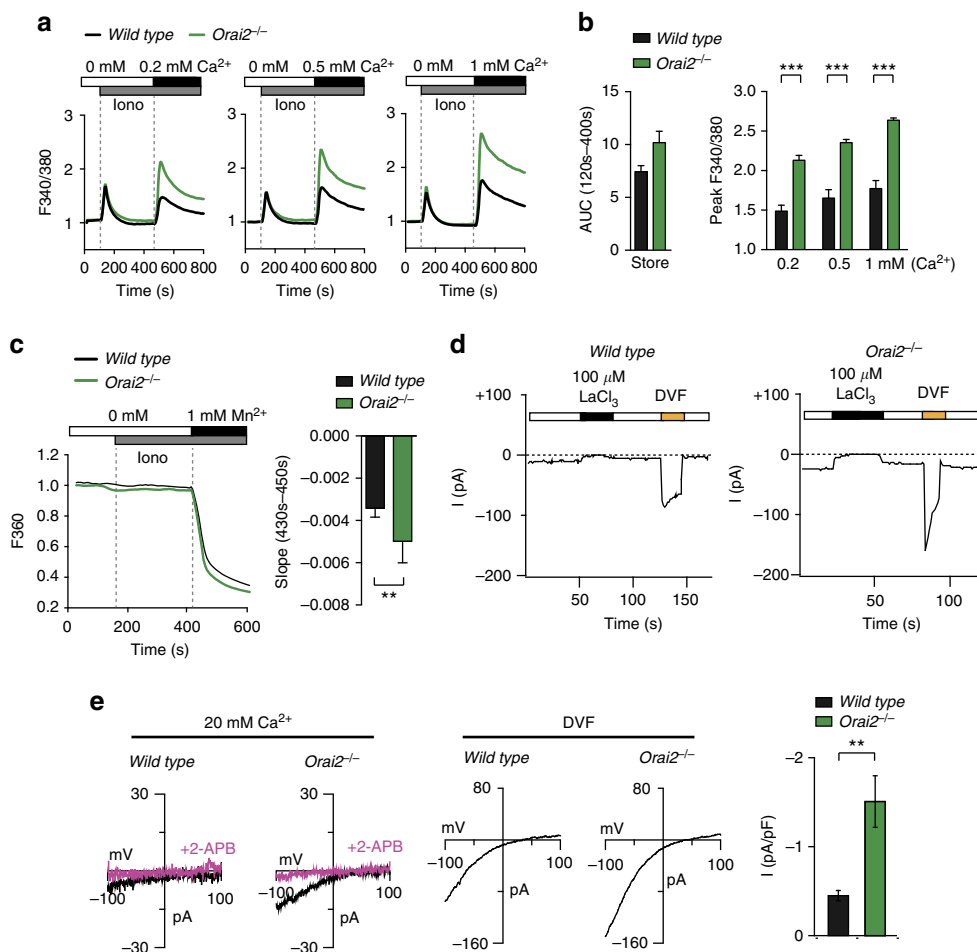 a
Wild type Orai2–/–
0 mM 0.2 mM Ca2+
Iono
0 mM 0.5 mM Ca2+
Iono
0 mM 1 mM Ca2+
Iono
F340/380
3
2
1
3
2
1
3
2
1
0 200 400 600 800
0 200 400 600 800
0 200 400 600 800
Time (s)
Time (s)
Time (s)
b
Wild type
Orai2–/–
AUC (120s–400s)
15
10
5
0
Store
*** *** ***
Peak F340/380
3.0
2.5
2.0
1.5
1.0
0.2 0.5 1 mM (Ca2+)
c
Wild type
Orai2–/–
0 mM 1 mM Mn2+
Iono
F360
1.2
1.0
0.8
0.6
0.4
0.2
0 200 400 600
Time (s)
Wild type
Orai2–/–
Slope (430s–450s)
0.000
–0.002
–0.004
–0.006
–0.008
**
d
Wild type
100 μM
LaCl3
DVF
+100
0
–100
–200
I (pA)
50 100 150
Time (s)
Orai2–/–
100 μM
LaCl3
DVF
+100
0
–100
–200
I (pA)
50 100
Time (s)
e
20 mM Ca2+
Wild type
30
mV
+2-APB
–100
100
pA
–30
Orai2–/–
30
mV
+2-APB
–100
100
pA
–30
DVF
Wild type
80
mV
–100
100
pA
–160
Orai2–/–
80
mV
–100
100
pA
–160
Wild type
Orai2–/–
**
I (pA/pF)
–2
–1
0